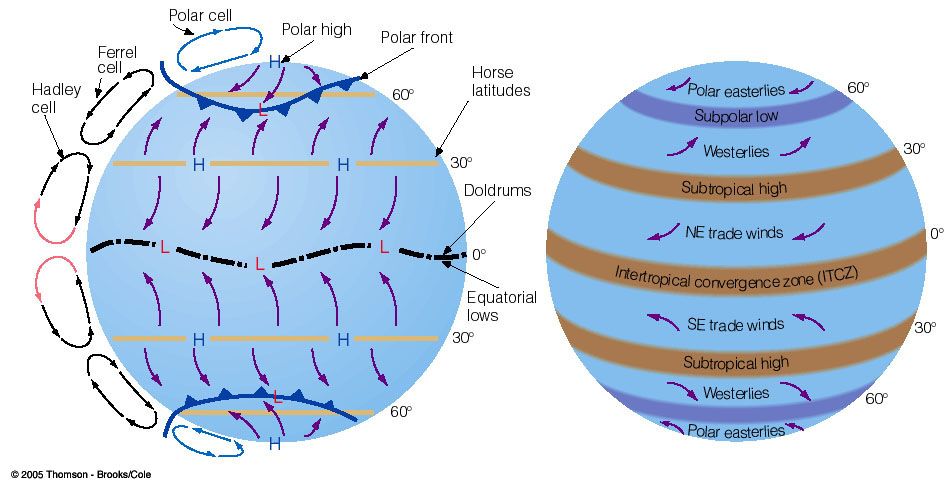 Polar cell
Polar high
Polar front
Ferrel
cell
Hadley
cell
Horse
latitudes
H
60°
L
30°
H
H
Doldrums
L
L
L
0°
Equatorial
lows
H
H
30°
L
60°
H
Polar easterlies
60°
Subpolar low
Westerlies
30°
Subtropical high
NE trade winds
0°
Intertropical convergence zone (ITCZ)
SE trade winds
30°
Subtropical high
Westerlies
60°
Polar easterlies
© 2005 Thomson - Brooks/Cole